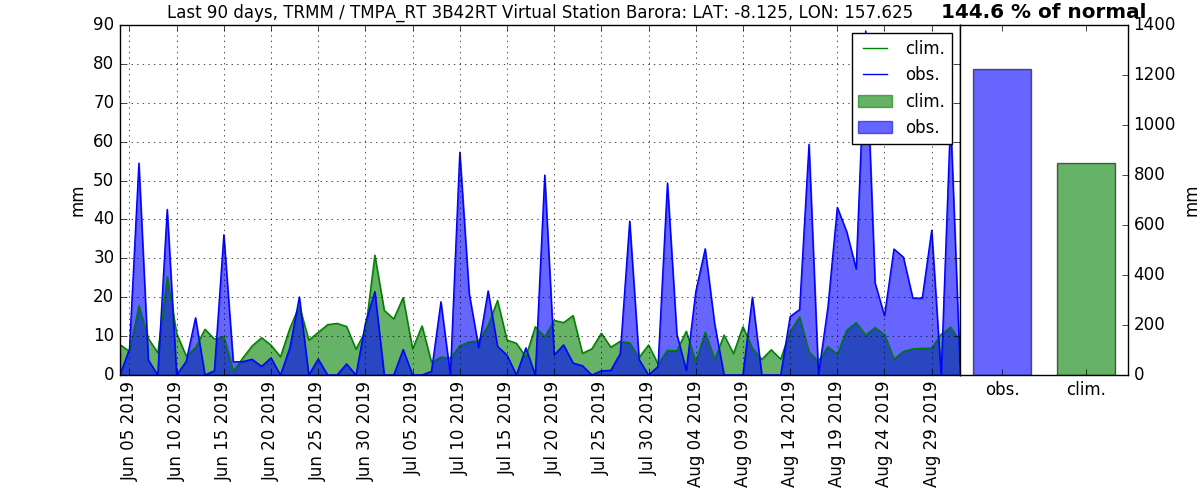 Last 90 days, TRMM / TMPA_RT 3B42RT Virtual Station Barora: LAT: -8.125, LON: 157.625
144.6 % of normal
90
80
70
60
50
40
30
20
10
0
mm
clim.
obs.
clim.
obs.
1400
1200
1000
800
600
400
200
0
mm
obs.
clim.
Jun 05 2019
Jun 10 2019
Jun 15 2019
Jun 20 2019
Jun 25 2019
Jun 30 2019
Jul 05 2019
Jul 10 2019
Jul 15 2019
Jul 20 2019
Jul 25 2019
Jul 30 2019
Aug 04 2019
Aug 09 2019
Aug 14 2019
Aug 19 2019
Aug 24 2019
Aug 29 2019